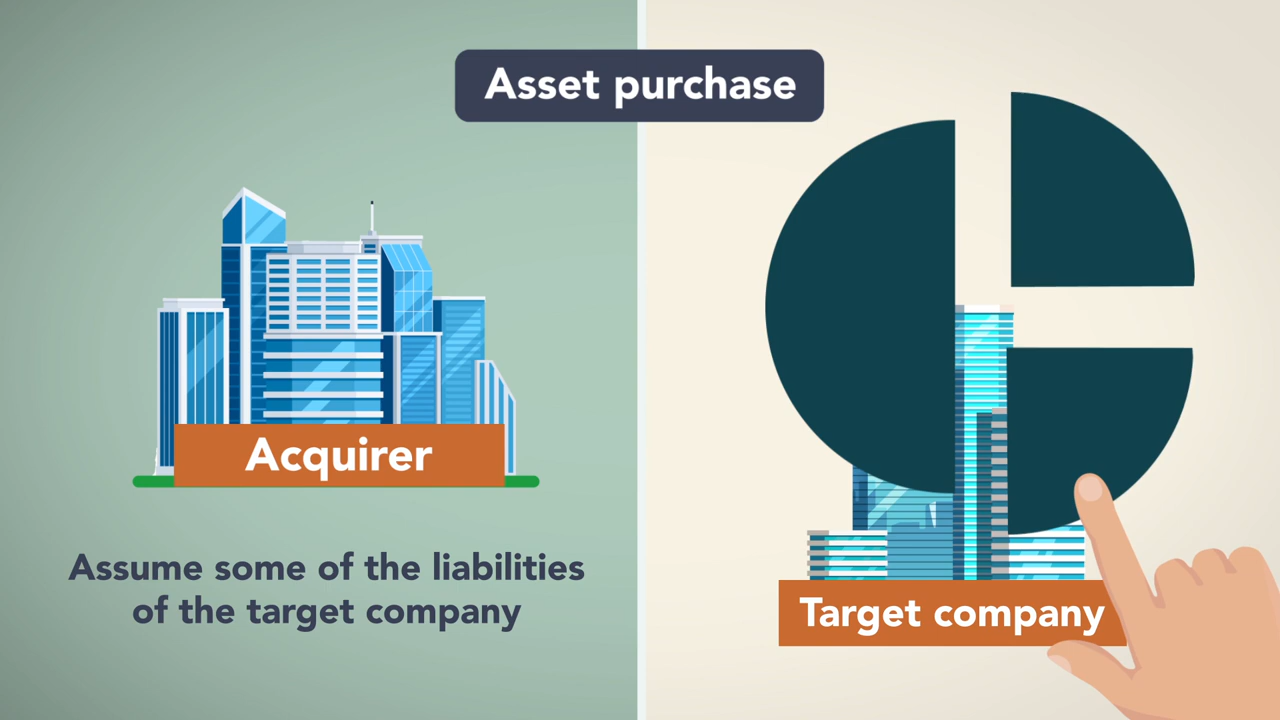 Asset purchase
Acquirer
Assume some of the liabilities
of the target company
Target company